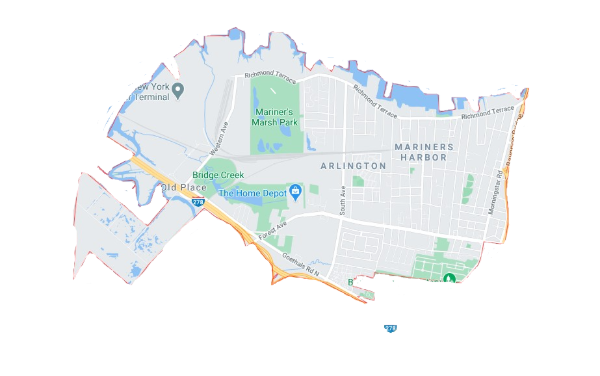 Richmond Terrace
ew York
Terminal
Richmond Terrace
Mariner's
Marsh Park
Richmond Terrace
Western Ave
MARINERS
HARBOR
ARLINGTON
Bridge Creek
Old Place
The Home Depot
278
South Ave
Morningstar Rd
Forest Ave
Goethals Rd N
B
278